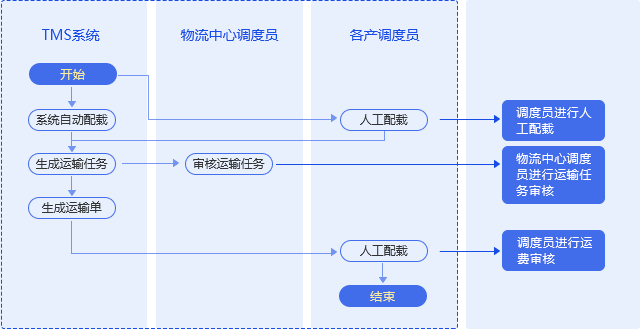 TMS系统
物流中心调度员
各产调度员
开始
系统自动配载
人工配载
调度员进行人
工配载
生成运输任务
审核运输任务
物流中心调度
员进行运输任
务审核
生成运输单
人工配载
调度员进行运
费审核
结束